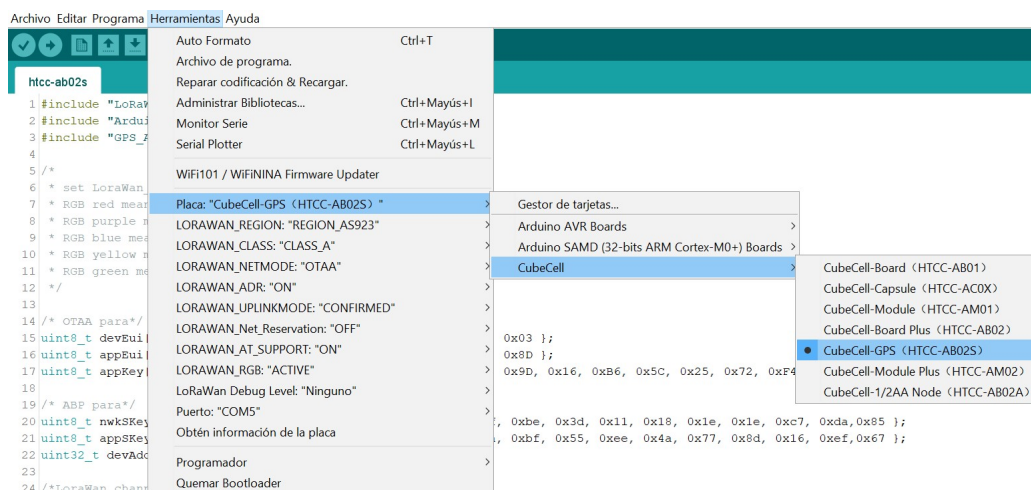 Archivo Editar Programa Herramientas Ayuda
htcc-ab02s
1 #include "LoRaW
2 #include "Ardui
3 #include "GPS_A
4
5 /*
6 * set LoraWan_
7 * RGB red mean
8 * RGB purple m
9 * RGB blue mea
10 * RGB yellow m
11 * RGB green me
12 */
13
14 /* OTAA para*/
15 uint8_t devEui[ 0x03 };
16 uint8_t appEui[ 0x8D };
17 uint8_t appKey[ 0x9D, 0x16, 0xB6, 0x5C, 0x25, 0x72, 0xF4
18
19 /* ABP para*/
20 uint8_t nwkSKey , 0xbe, 0x3d, 0x11, 0x18, 0x1e, 0x1e, 0xc7, 0xda,0x85 };
21 uint8_t appSKey , 0xbf, 0x55, 0xee, 0x4a, 0x77, 0x8d, 0x16, 0xef,0x67 };
22 uint32_t devAdd
23
24 /*LoraWan chann
Auto Formato Ctrl+T
Archivo de programa.
Reparar codificación & Recargar.
Administrar Bibliotecas... Ctrl+Mayús+I
Monitor Serie Ctrl+Mayús+M
Serial Plotter Ctrl+Mayús+L
WiFi101 / WiFiNINA Firmware Updater
Placa: "CubeCell-GPS（HTCC-AB02S）"
LORAWAN_REGION: "REGION_AS923"
LORAWAN_CLASS: "CLASS_A"
LORAWAN_NETMODE: "OTAA"
LORAWAN_ADR: "ON"
LORAWAN_UPLINKMODE: "CONFIRMED"
LORAWAN_Net_Reservation: "OFF"
LORAWAN_AT_SUPPORT: "ON"
LORAWAN_RGB: "ACTIVE"
LoRaWan Debug Level: "Ninguno"
Puerto: "COM5"
Obtén información de la placa
Programador
Quemar Bootloader
Gestor de tarjetas...
Arduino AVR Boards
Arduino SAMD (32-bits ARM Cortex-M0+) Boards
CubeCell
CubeCell-Board（HTCC-AB01）
CubeCell-Capsule（HTCC-AC0X）
CubeCell-Module（HTCC-AM01）
CubeCell-Board Plus（HTCC-AB02）
CubeCell-GPS（HTCC-AB02S）
CubeCell-Module Plus（HTCC-AM02）
CubeCell-1/2AA Node（HTCC-AB02A）